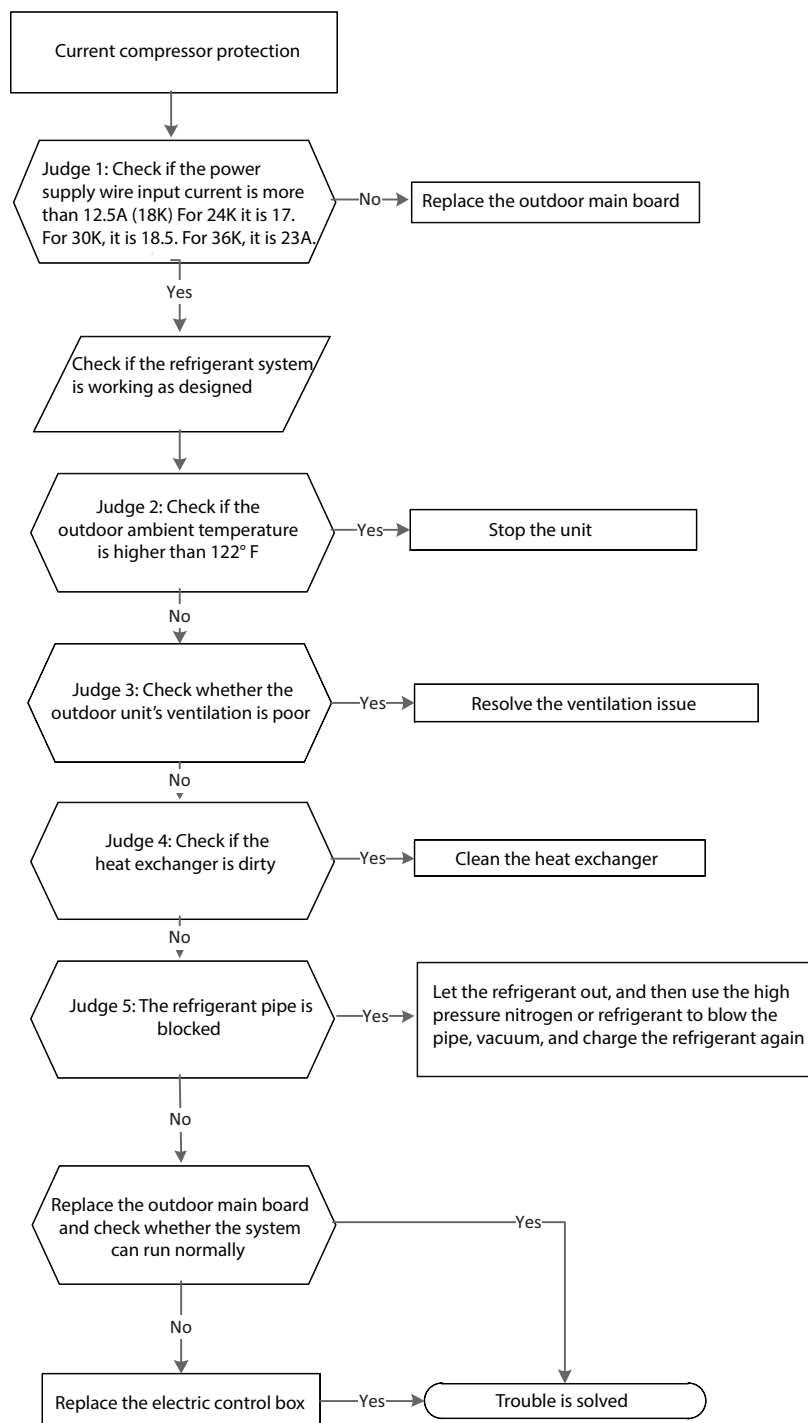 Current compressor protection
Judge 1: Check if the power
supply wire input current is more
than 12.5A (18K) For 24K it is 17.
For 30K, it is 18.5. For 36K, it is 23A.
No
Replace the outdoor main board
Yes
Check if the refrigerant system
is working as designed
Judge 2: Check if the
outdoor ambient temperature
is higher than 122° F
Yes
Stop the unit
No
Judge 3: Check whether the
outdoor unit's ventilation is poor
Yes
Resolve the ventilation issue
No
Judge 4: Check if the
heat exchanger is dirty
Yes
Clean the heat exchanger
No
Judge 5: The refrigerant pipe is
blocked
Yes
Let the refrigerant out, and then use the high
pressure nitrogen or refrigerant to blow the
pipe, vacuum, and charge the refrigerant again
No
Replace the outdoor main board
and check whether the system
can run normally
Yes
No
Replace the electric control box
Yes
Trouble is solved